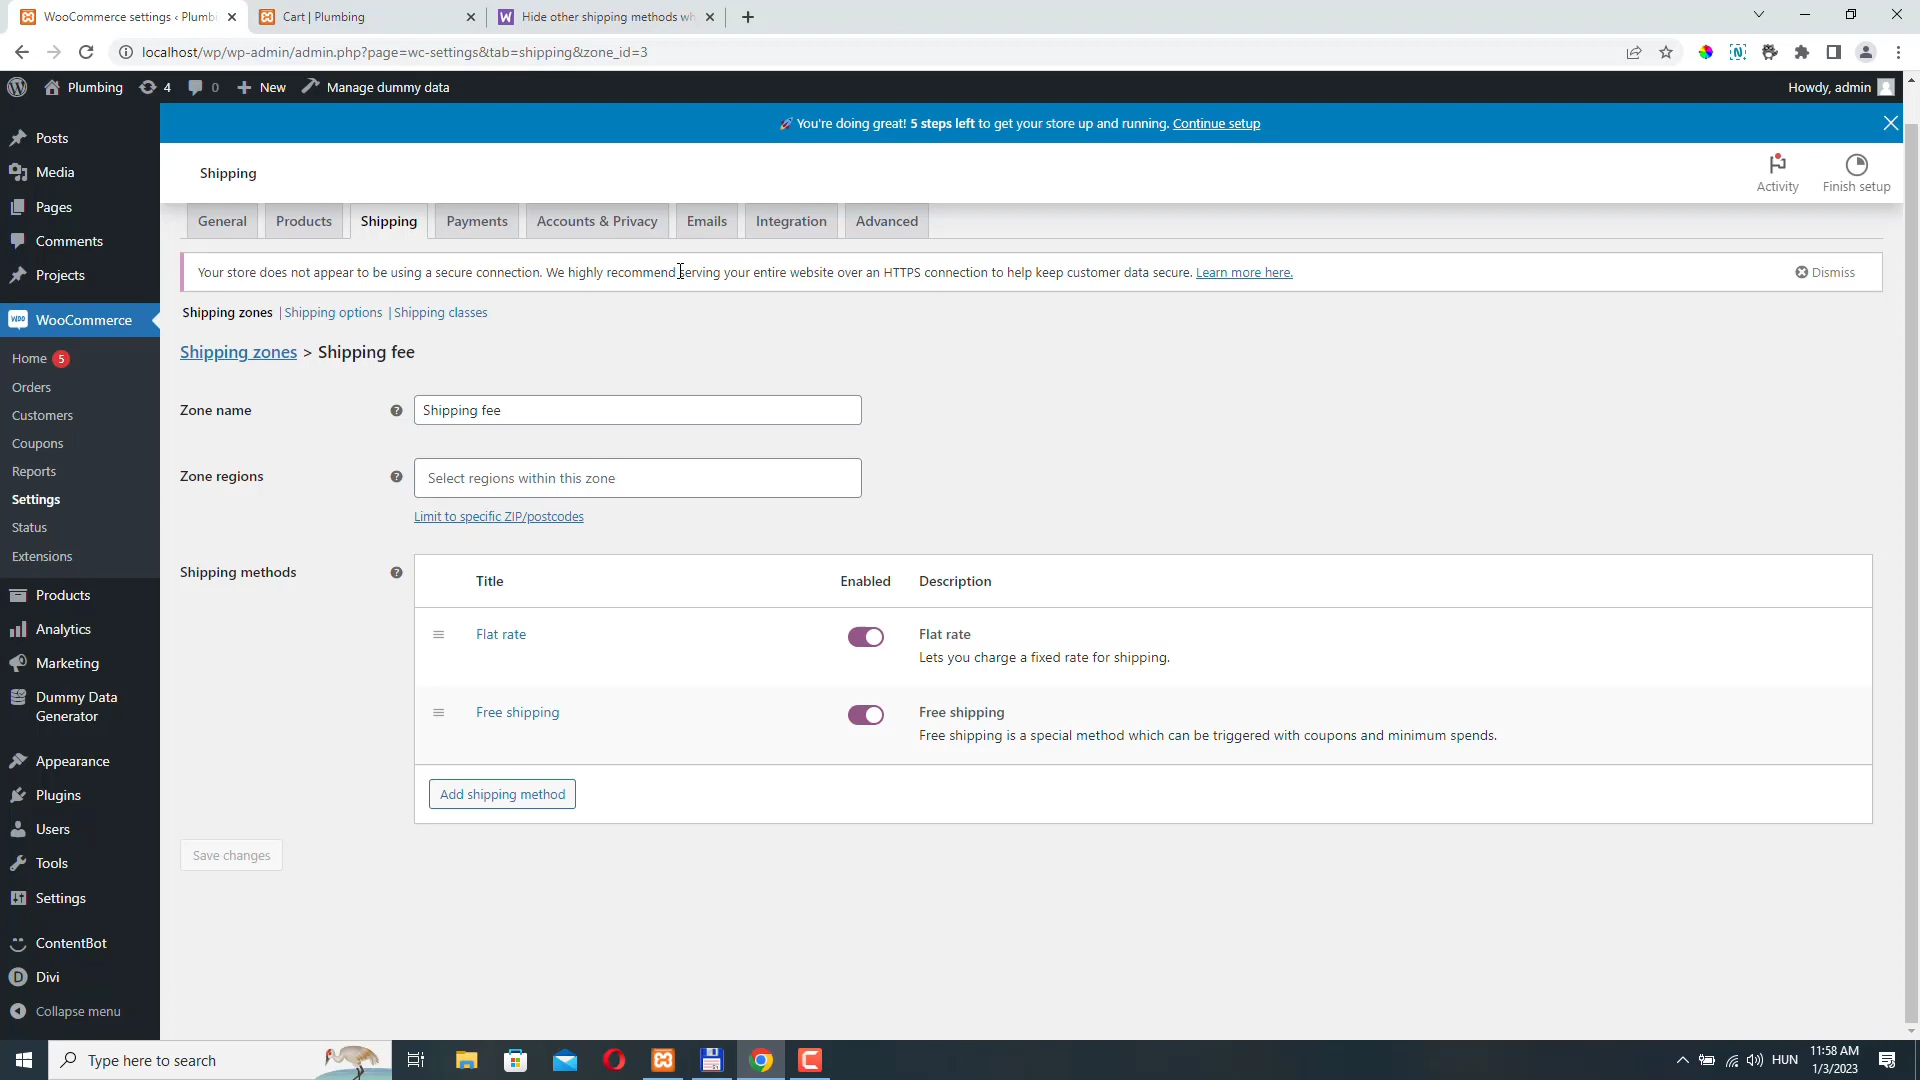 WooCommerce settings ‹ Plumbi
Cart | Plumbing
Hide other shipping methods wh
localhost/wp/wp-admin/admin.php?page=wc-settings&tab=shipping&zone_id=3
Plumbing
4
0
New
Manage dummy data
Howdy, admin
🚀 You're doing great! 5 steps left to get your store up and running. Continue setup
Shipping
Activity
Finish setup
Posts
Media
Pages
Comments
Projects
WooCommerce
Home 5
Orders
Customers
Coupons
Reports
Settings
Status
Extensions
Products
Analytics
Marketing
Dummy Data
Generator
Appearance
Plugins
Users
Tools
Settings
ContentBot
Divi
Collapse menu
General
Products
Shipping
Payments
Accounts & Privacy
Emails
Integration
Advanced
Your store does not appear to be using a secure connection. We highly recommend serving your entire website over an HTTPS connection to help keep customer data secure. Learn more here.
Dismiss
Shipping zones | Shipping options | Shipping classes
Shipping zones > Shipping fee
Zone name
Shipping fee
Zone regions
Select regions within this zone
Limit to specific ZIP/postcodes
Shipping methods
Title
Enabled
Description
Flat rate
Flat rate
Lets you charge a fixed rate for shipping.
Free shipping
Free shipping
Free shipping is a special method which can be triggered with coupons and minimum spends.
Add shipping method
Save changes
Type here to search
HUN
11:58 AM
1/3/2023